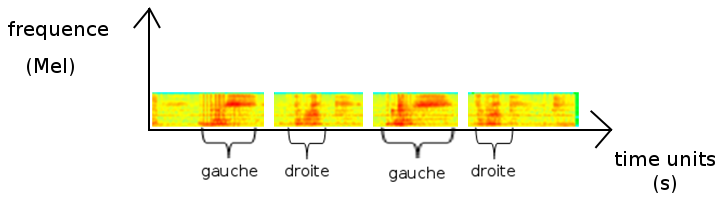 frequence
(Mel)
gauche droite gauche droite
time units
(s)